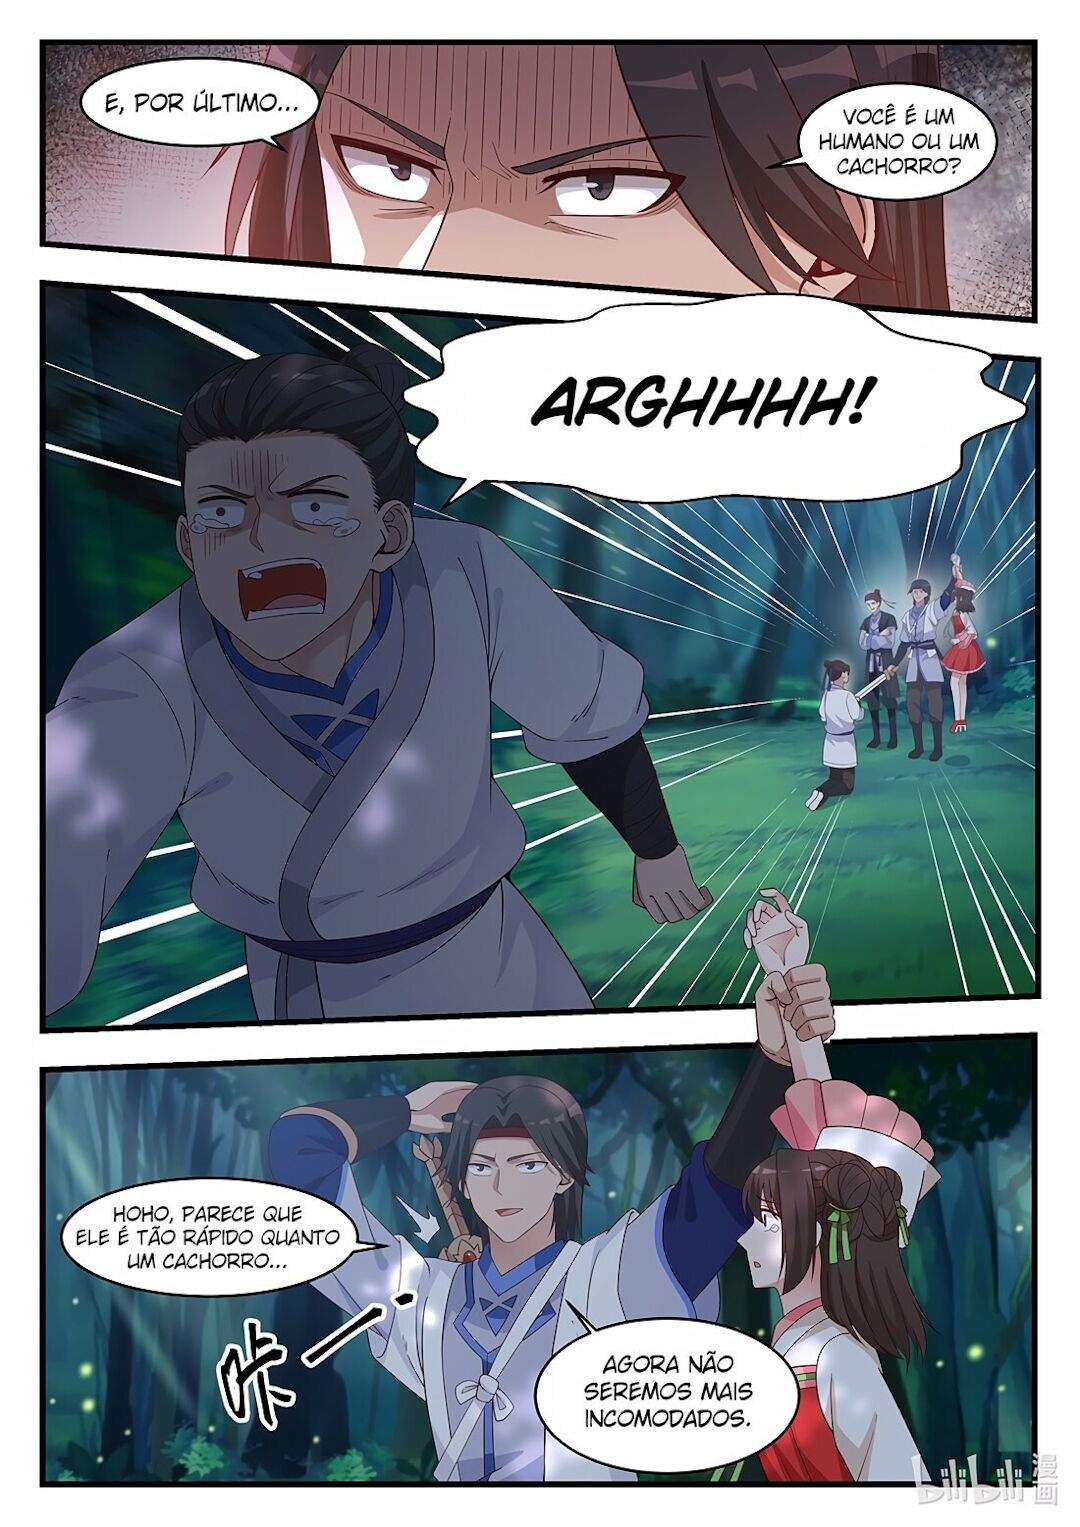 E, POR ÚLTIMO...
VOCÊ É UM
HUMANO OU UM
CACHORRO?
ARGHHHH!
HOHO, PARECE QUE
ELE É TÃO RÁPIDO QUANTO
UM CACHORRO...
咔
AGORA NÃO
SEREMOS MAIS
INCOMODADOS.
bilibili
漫画